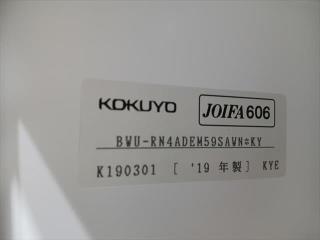 KOKUYO JOIFA 606
BWU-RN4ADEM59SAWN*KY
K190301 [ '19 年製] KYE